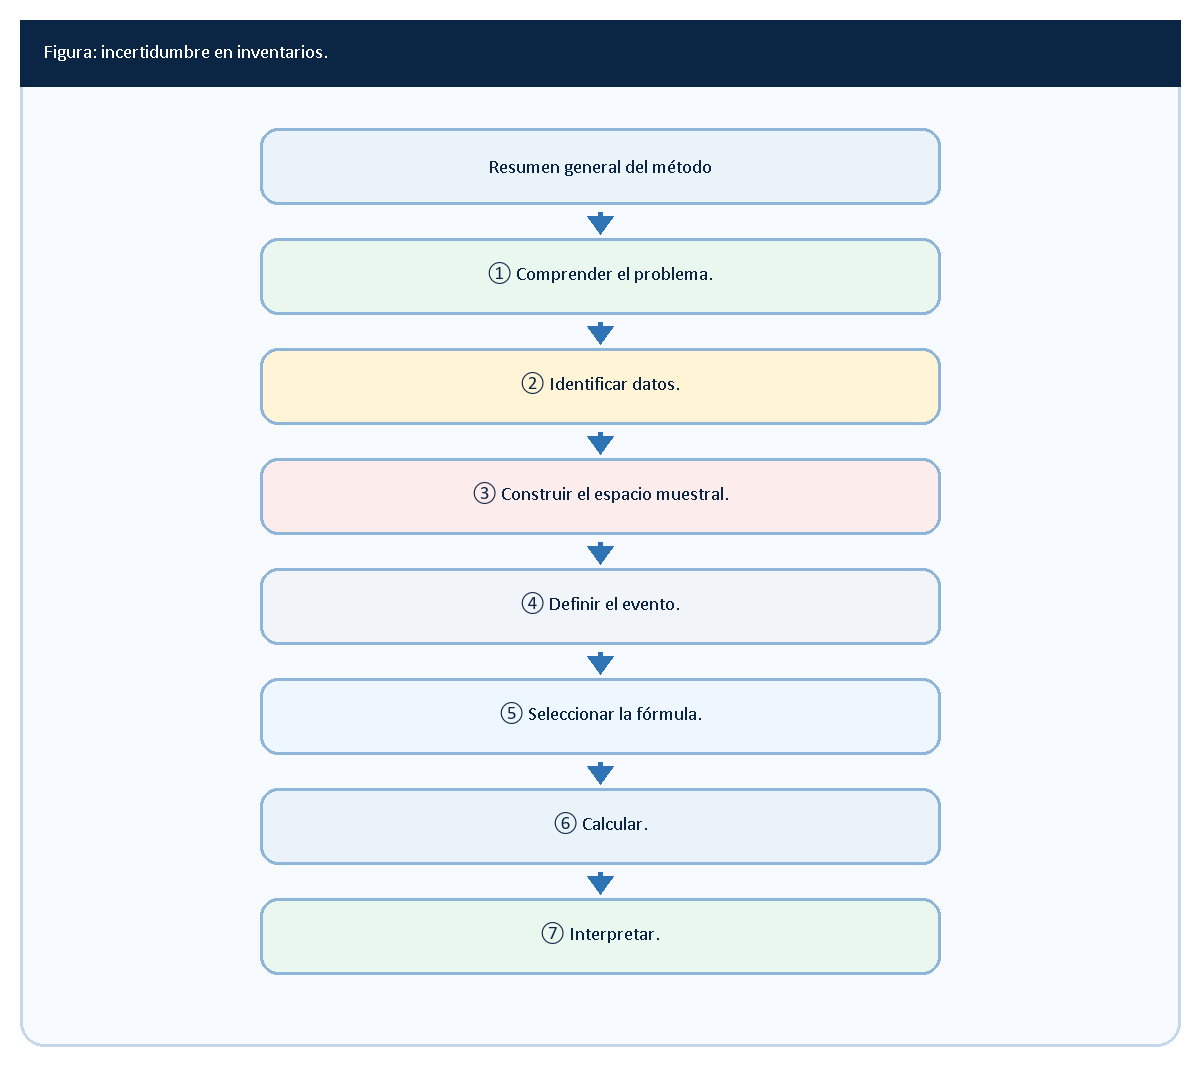 Figura: incertidumbre en inventarios.
Resumen general del método
① Comprender el problema.
② Identificar datos.
③ Construir el espacio muestral.
④ Definir el evento.
⑤ Seleccionar la fórmula.
⑥ Calcular.
⑦ Interpretar.